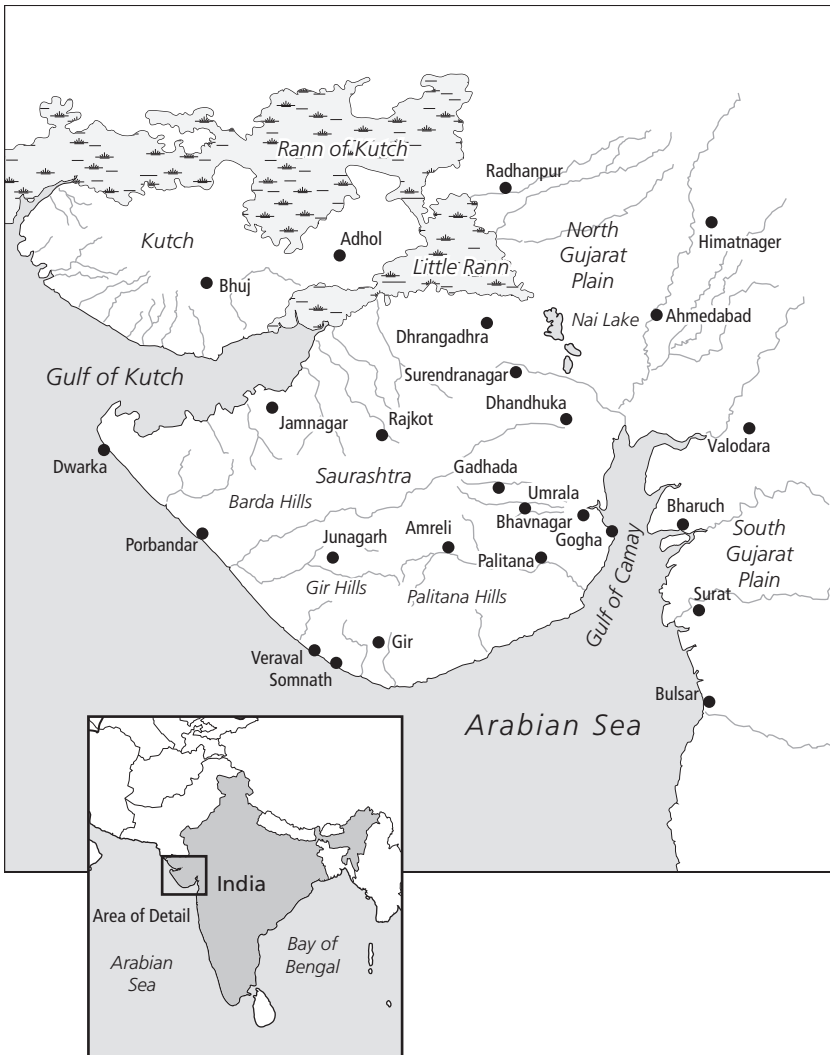 Rann of Kutch
Radhanpur
Kutch
Adhol
North
Gujarat
Plain
Himatnager
Little Rann
Bhuj
Nai Lake
Ahmedabad
Dhrangadhra
Gulf of Kutch
Surendranagar
Dhandhuka
Jamnagar
Rajkot
Valodara
Dwarka
Saurashtra
Gadhada
Barda Hills
Umrala
Bharuch
Bhavnagar
Porbandar
Junagarh
Amreli
Gogha
South
Gujarat
Plain
Palitana
Gulf of Camay
Gir Hills
Palitana Hills
Surat
Gir
Veraval
Somnath
Bulsar
Arabian Sea
India
Area of Detail
Arabian
Sea
Bay of
Bengal